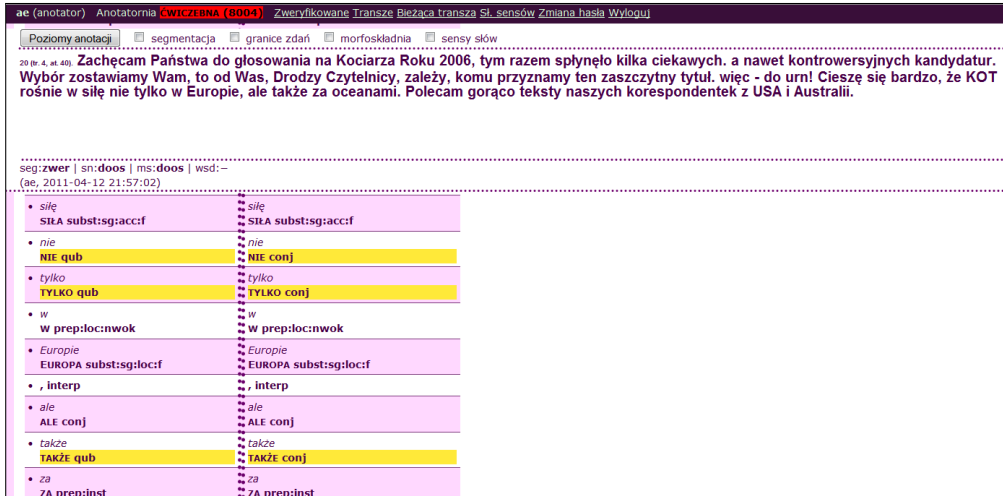 ae (anotator) Anotatornia ĆWICZEBNA (8004) Zweryfikowane Transze Bieżąca transza Sł. sensów Zmiana hasła Wyloguj
Poziomy anotacji segmentacja granice zdań morfoskładnia sensy słów
20 (tr. 4, at. 40). Zachęcam Państwa do głosowania na Kociarza Roku 2006, tym razem spłynęło kilka ciekawych. a nawet kontrowersyjnych kandydatur.
Wybór zostawiamy Wam, to od Was, Drodzy Czytelnicy, zależy, komu przyznamy ten zaszczytny tytuł. więc - do urn! Cieszę się bardzo, że KOT
rośnie w siłę nie tylko w Europie, ale także za oceanami. Polecam gorąco teksty naszych korespondentek z USA i Australii.
seg:zwer | sn:doos | ms:doos | wsd:−
(ae, 2011-04-12 21:57:02)
• siłę siłę
SIŁA subst:sg:acc:f SIŁA subst:sg:acc:f
• nie nie
NIE qub NIE conj
• tylko tylko
TYLKO qub TYLKO conj
• w w
W prep:loc:nwok W prep:loc:nwok
• Europie Europie
EUROPA subst:sg:loc:f EUROPA subst:sg:loc:f
• , interp , interp
• ale ale
ALE conj ALE conj
• także także
TAKŻE qub TAKŻE conj
• za za
ZA prep:inst ZA prep:inst